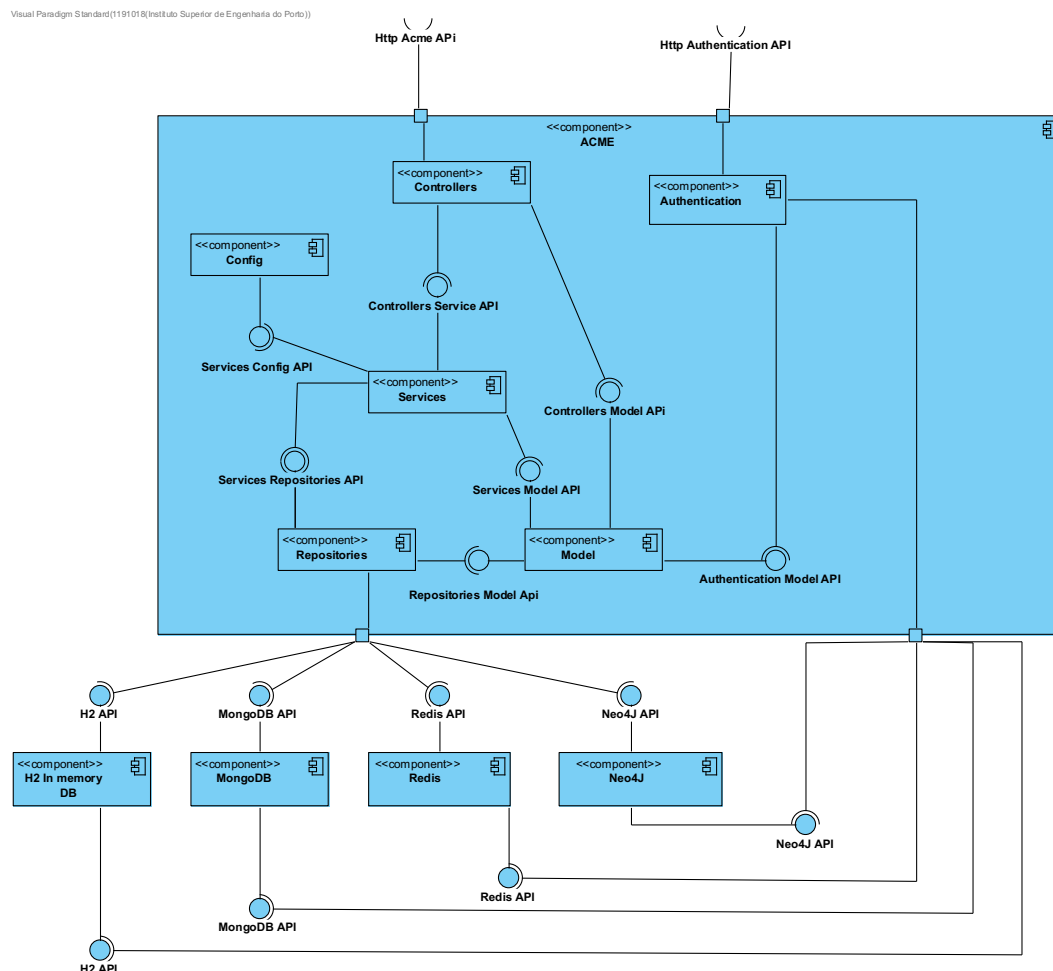 Visual Paradigm Standard(1191018(Instituto Superior de Engenharia do Porto))
Http Acme APi
Http Authentication API
<<component>>
ACME
<<component>>
Controllers
<<component>>
Authentication
<<component>>
Config
Controllers Service API
Services Config API
<<component>>
Services
Controllers Model APi
Services Repositories API
Services Model API
<<component>>
Repositories
<<component>>
Model
Repositories Model Api
Authentication Model API
H2 API
MongoDB API
Redis API
Neo4J API
<<component>>
H2 In memory
DB
<<component>>
MongoDB
<<component>>
Redis
<<component>>
Neo4J
Neo4J API
Redis API
MongoDB API
H2 API